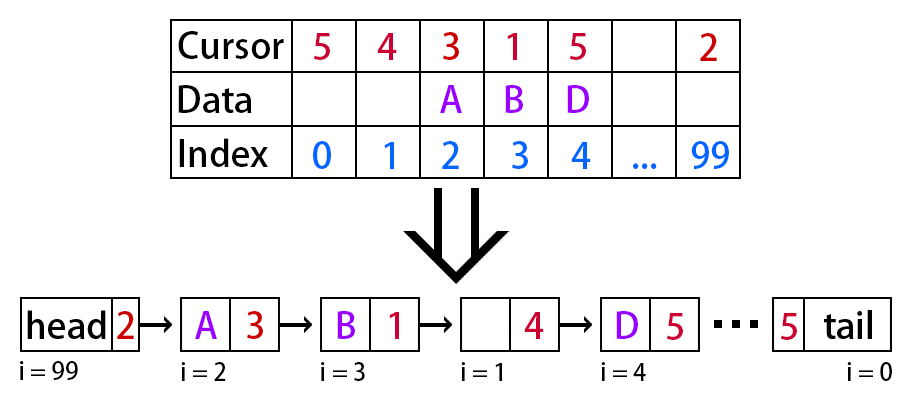 Cursor 5 4 3 1 5 2
Data A B D
Index 0 1 2 3 4 ... 99
head 2 A 3 B 1 4 D 5 ... 5 tail
i = 99 i = 2 i = 3 i = 1 i = 4 i = 0